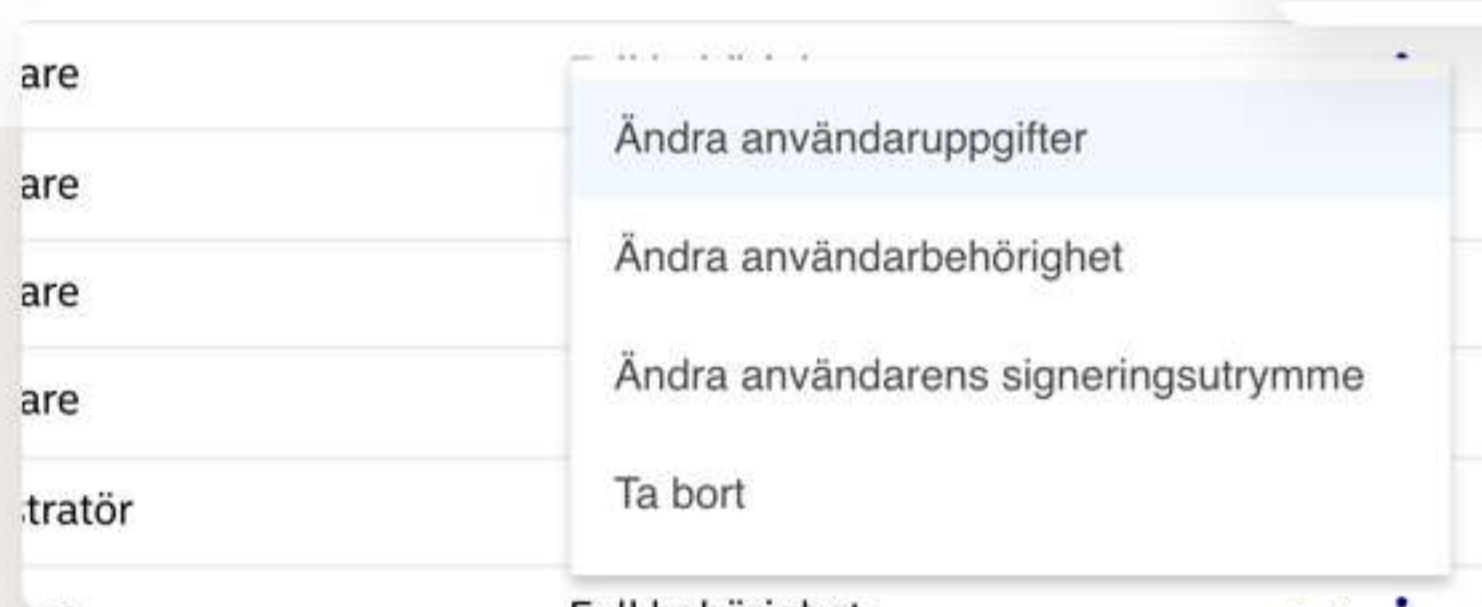 are
Ändra användaruppgifter
are
Ändra användarbehörighet
are
Ändra användarens signeringsutrymme
are
Ta bort
tratör